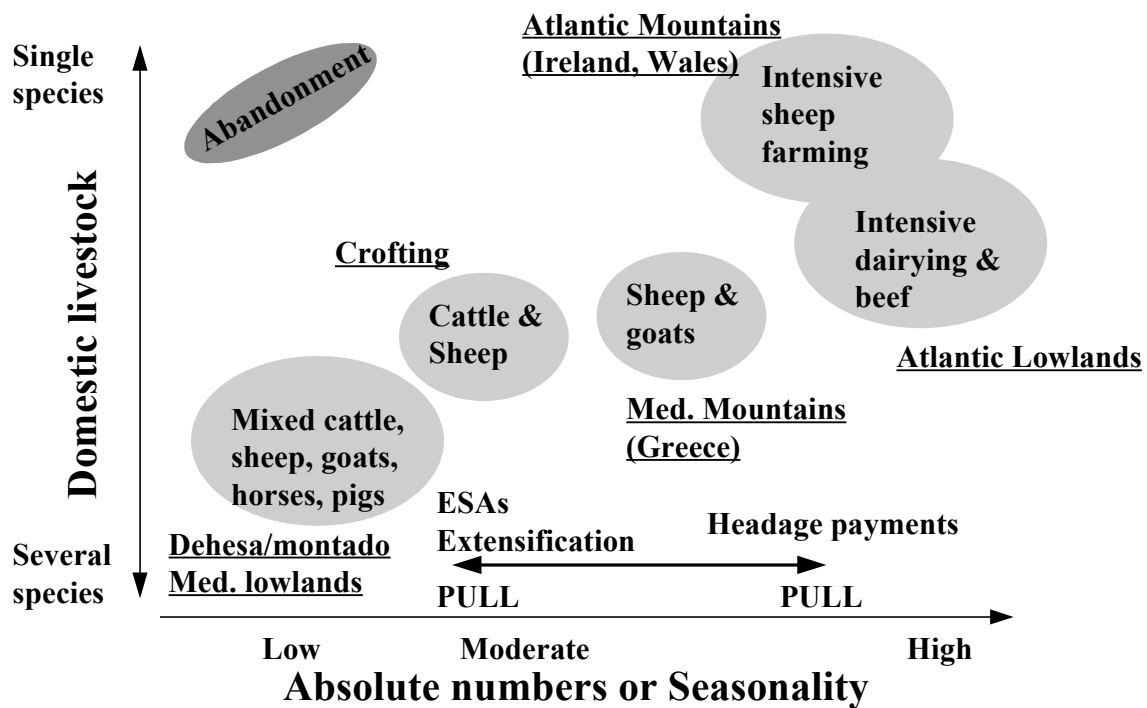 Atlantic Mountains
(Ireland, Wales)
Single
species
Abandonment
Intensive
sheep
farming
Domestic livestock
Intensive
dairying &
beef
Crofting
Cattle &
Sheep
Sheep &
goats
Atlantic Lowlands
Mixed cattle,
sheep, goats,
horses, pigs
Med. Mountains
(Greece)
ESAs
Extensification
Headage payments
Dehesa/montado
Med. lowlands
Several
species
PULL
PULL
Low
Moderate
High
Absolute numbers or Seasonality